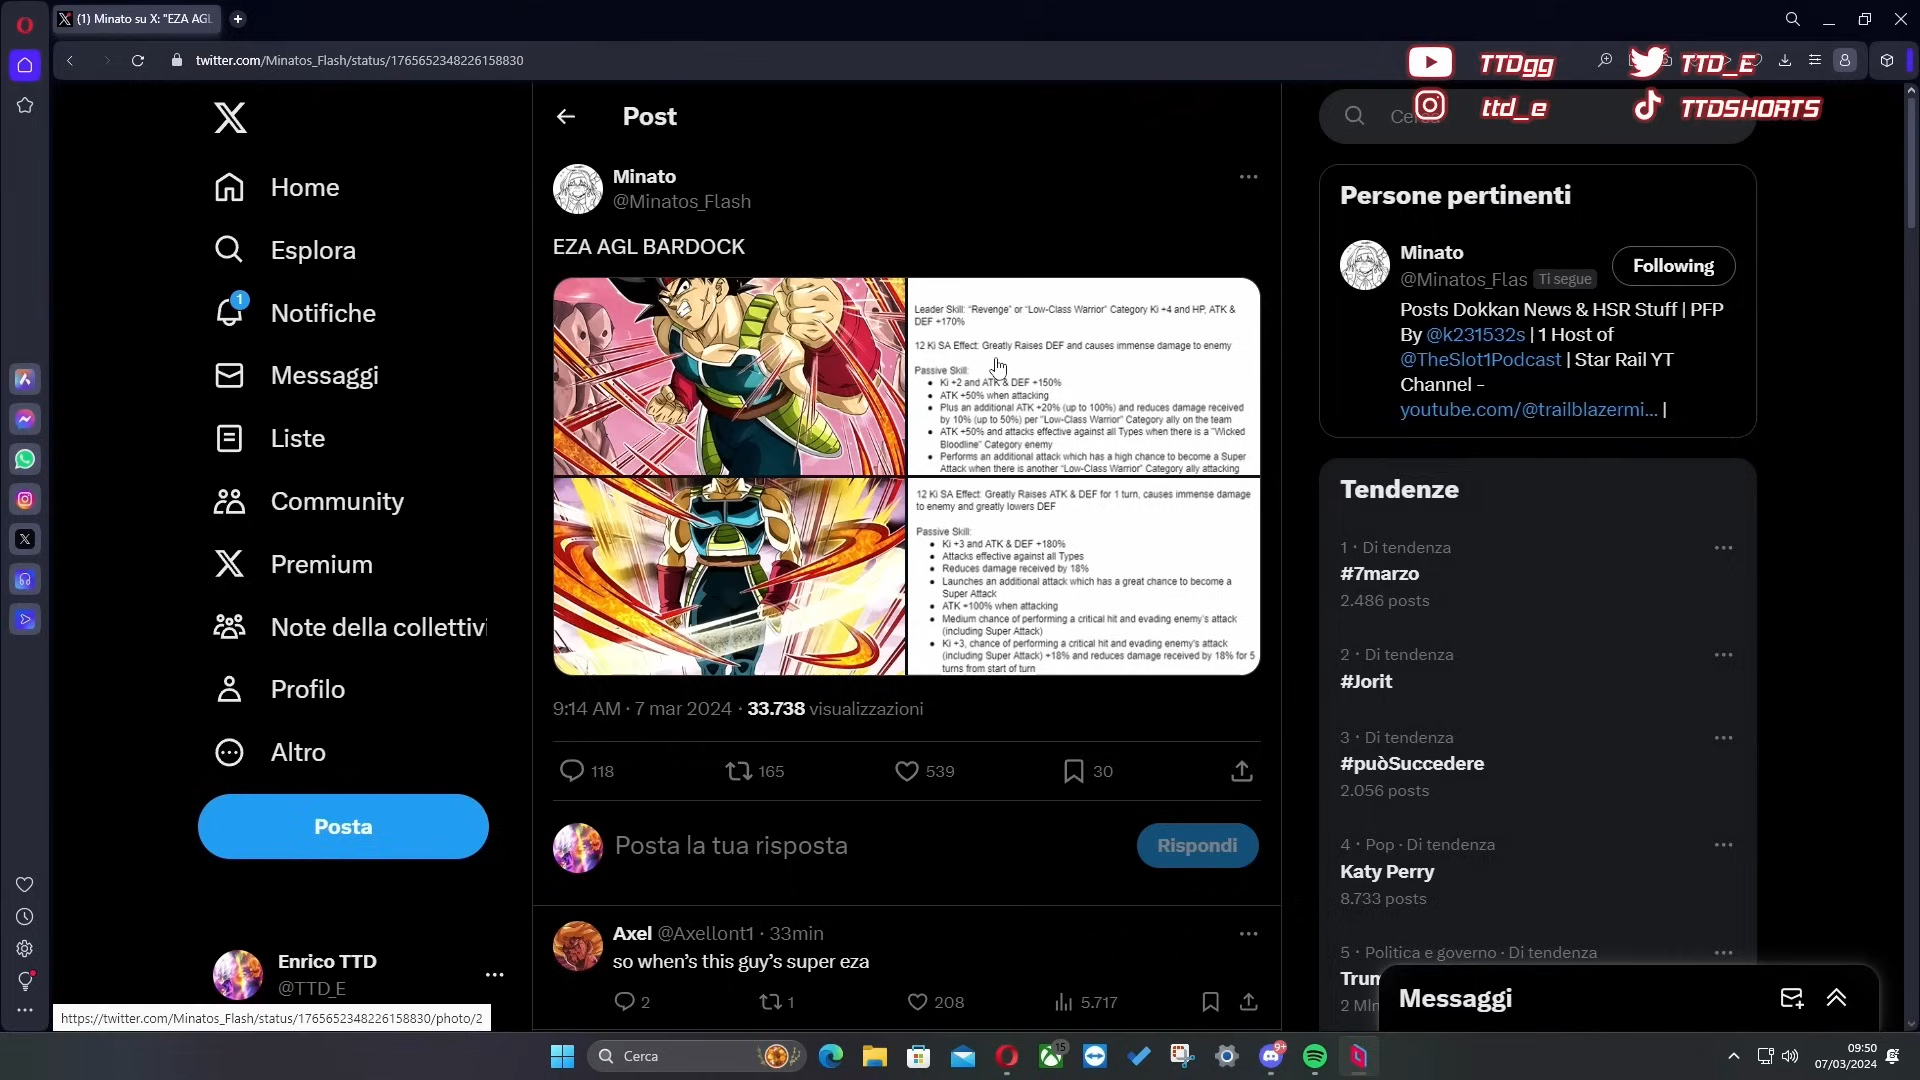 (1) Minato su X: "EZA AGL
twitter.com/Minatos_Flash/status/1765652348226158830
TTDgg
TTD_E
ttd_e
TTDSHORTS
Home
Esplora
1
Notifiche
Messaggi
Liste
Community
Premium
Note della collettivi
Profilo
Altro
Posta
Enrico TTD
@TTD_E
https://twitter.com/Minatos_Flash/status/1765652348226158830/photo/2
Post
Minato
@Minatos_Flash
EZA AGL BARDOCK
Leader Skill: "Revenge" or "Low-Class Warrior" Category Ki +4 and HP, ATK &
DEF +170%
12 Ki SA Effect: Greatly Raises DEF and causes immense damage to enemy
Passive Skill:
Ki +2 and ATK & DEF +150%
ATK +50% when attacking
Plus an additional ATK +20% (up to 100%) and reduces damage received
by 10% (up to 50%) per "Low-Class Warrior" Category ally on the team
ATK +50% and attacks effective against all Types when there is a "Wicked
Bloodline" Category enemy
Performs an additional attack which has a high chance to become a Super
Attack when there is another "Low-Class Warrior" Category ally attacking
12 Ki SA Effect: Greatly Raises ATK & DEF for 1 turn, causes immense damage
to enemy and greatly lowers DEF
Passive Skill:
Ki +3 and ATK & DEF +180%
Attacks effective against all Types
Reduces damage received by 18%
Launches an additional attack which has a great chance to become a
Super Attack
ATK +100% when attacking
Medium chance of performing a critical hit and evading enemy's attack
(including Super Attack)
Ki +3, chance of performing a critical hit and evading enemy's attack
(including Super Attack) +18% and reduces damage received by 18% for 5
turns from start of turn
9:14 AM · 7 mar 2024 · 33.738 visualizzazioni
118
165
539
30
Posta la tua risposta
Rispondi
Axel @Axellont1 · 33min
so when's this guy's super eza
2
1
208
5.717
Persone pertinenti
Minato
@Minatos_Flas Ti segue
Following
Posts Dokkan News & HSR Stuff | PFP
By @k231532s | 1 Host of
@TheSlot1Podcast | Star Rail YT
Channel -
youtube.com/@trailblazermi... |
Tendenze
1 · Di tendenza
#7marzo
2.486 posts
2 · Di tendenza
#Jorit
3 · Di tendenza
#puòSuccedere
2.056 posts
4 · Pop · Di tendenza
Katy Perry
8.733 posts
5 · Politica e governo · Di tendenza
Messaggi
Cerca
15
9+
09:50
07/03/2024